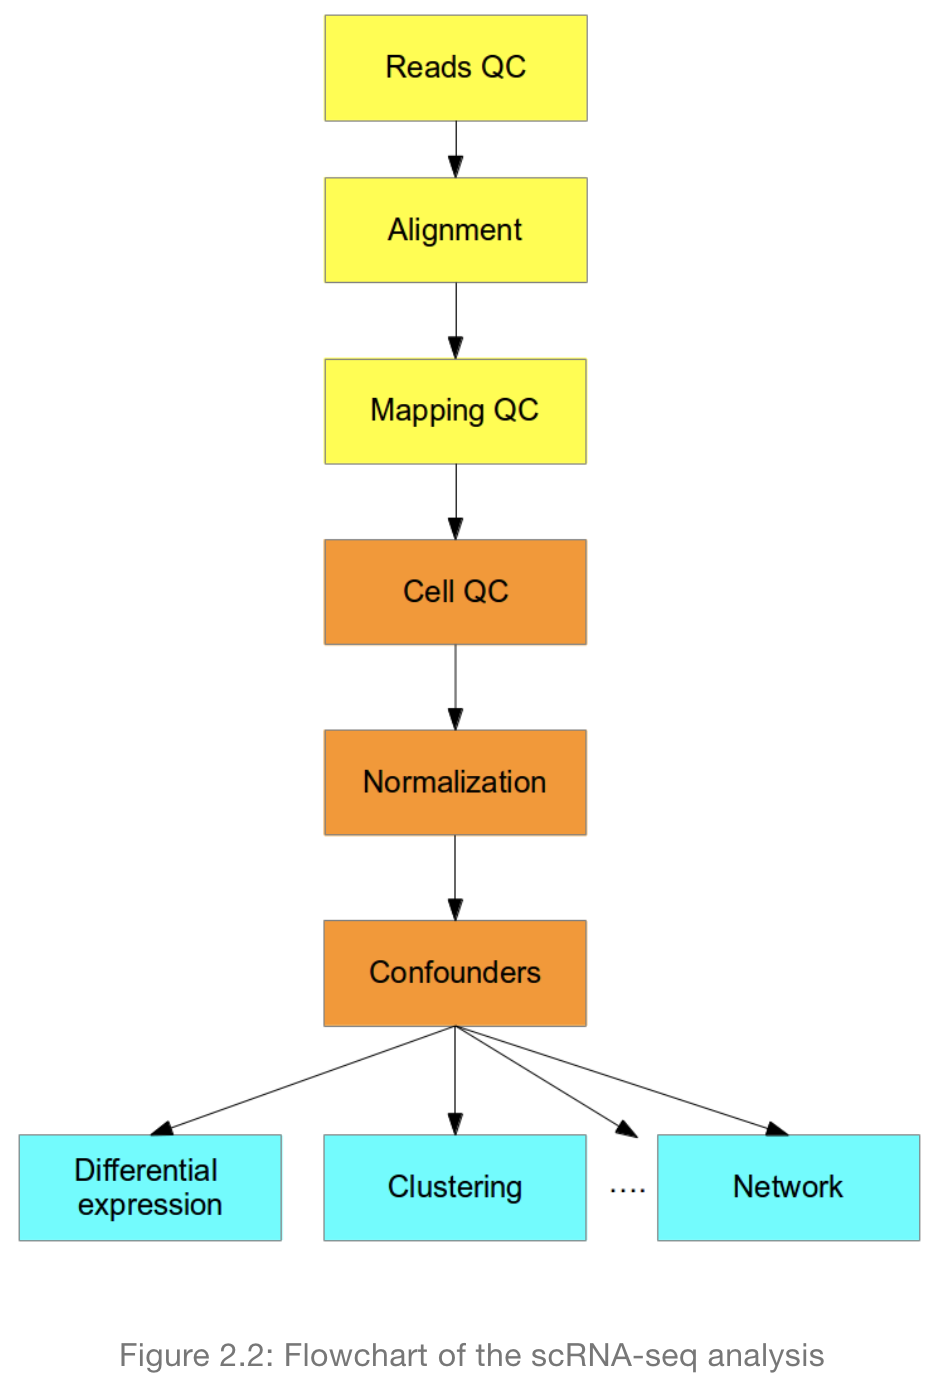 Reads QC
Alignment
Mapping QC
Cell QC
Normalization
Confounders
Differential
expression
Clustering
....
Network
Figure 2.2: Flowchart of the scRNA-seq analysis